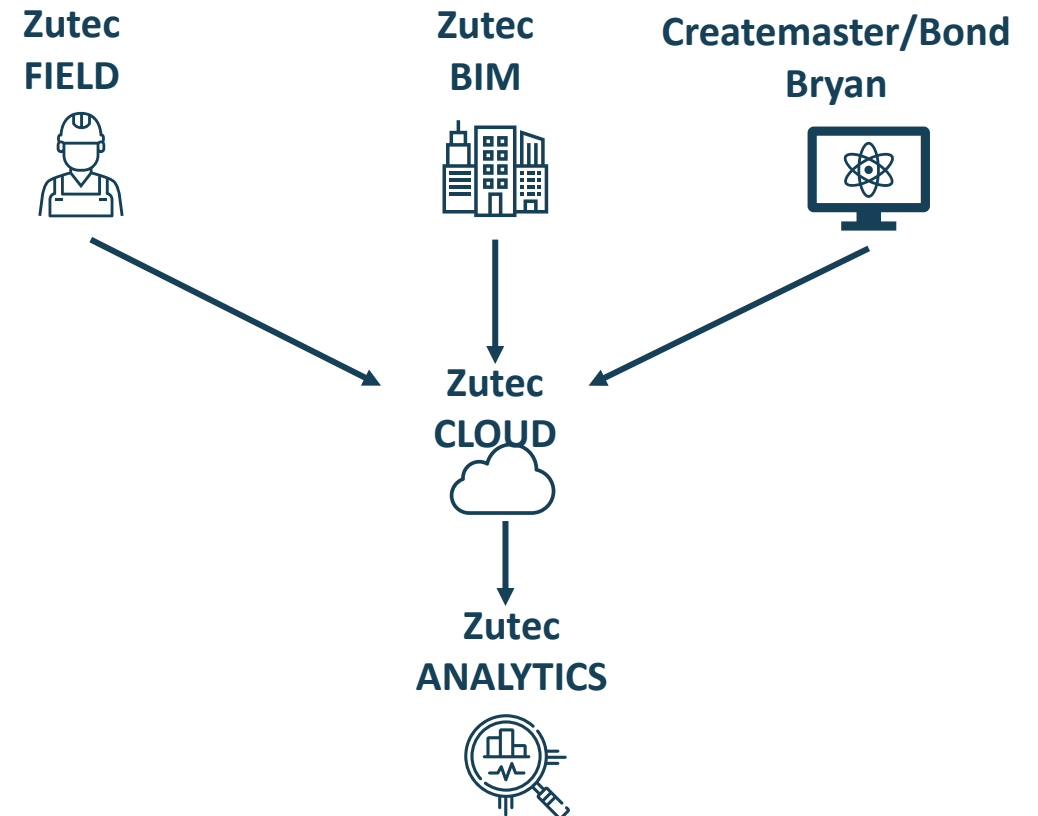 Zutec
FIELD
Zutec
BIM
Createmaster/Bond
Bryan
Zutec
CLOUD
Zutec
ANALYTICS